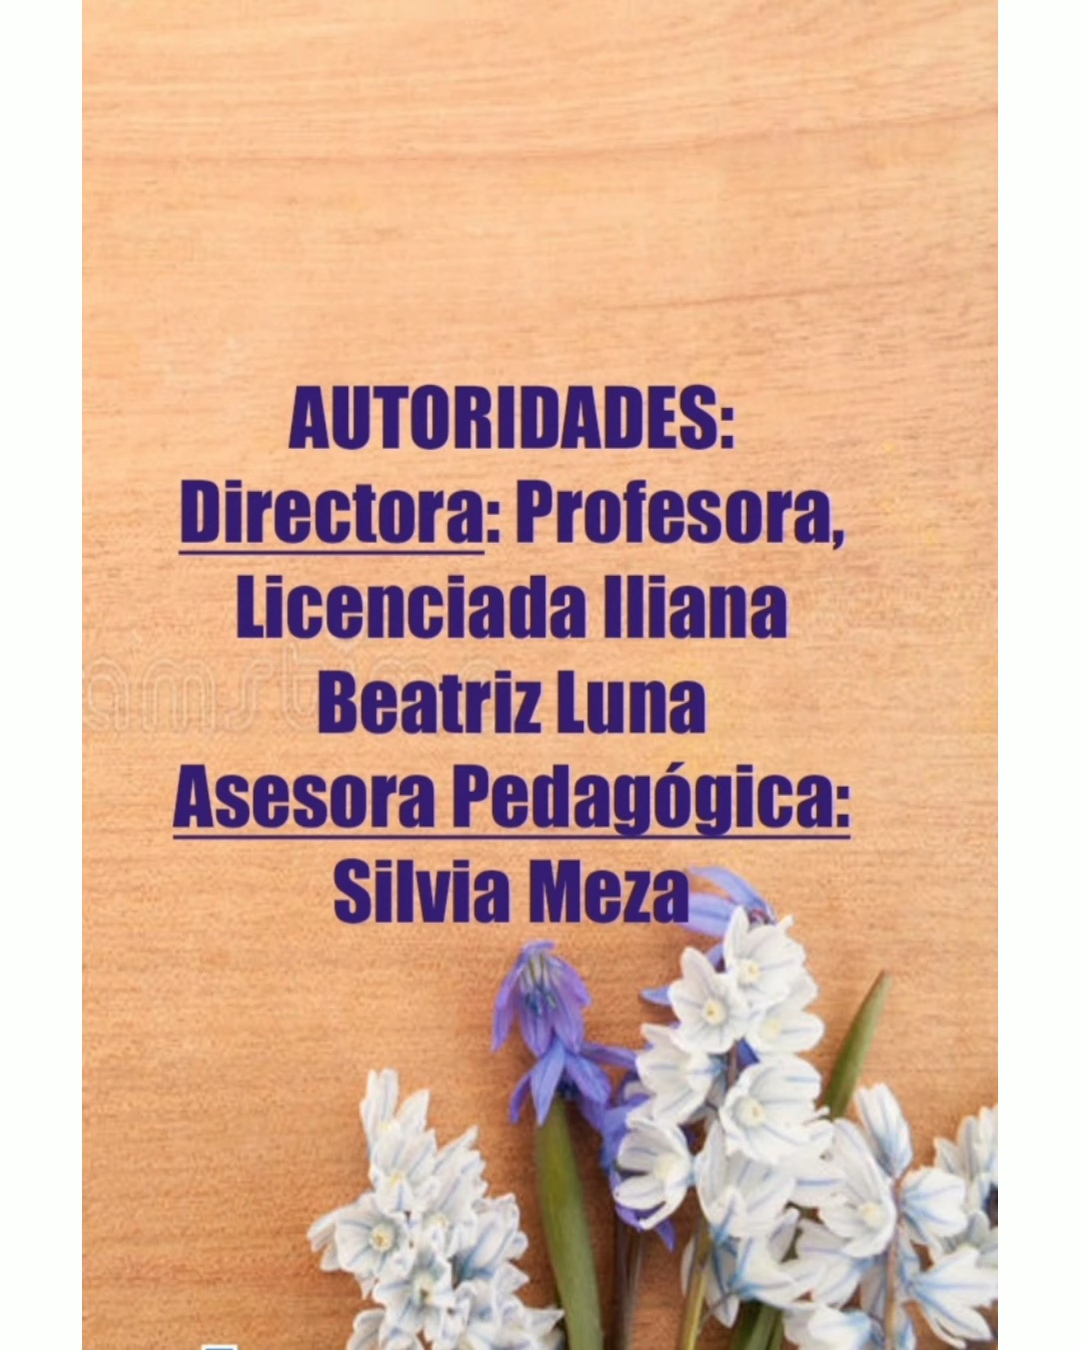 AUTORIDADES:
Directora: Profesora,
Licenciada Iliana
Beatriz Luna
Asesora Pedagógica:
Silvia Meza